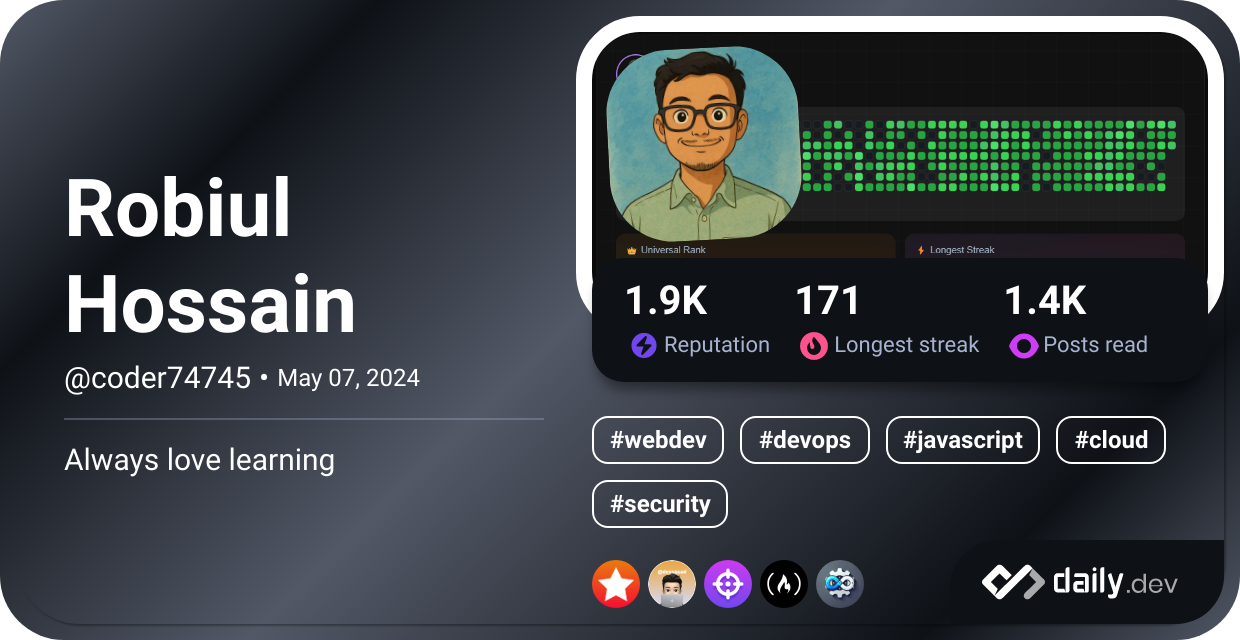 Robiul
Hossain
@coder74745 • May 07, 2024
Always love learning
Universal Rank
Longest Streak
1.9K
171
1.4K
Reputation
Longest streak
Posts read
#webdev
#devops
#javascript
#cloud
#security
daily.dev